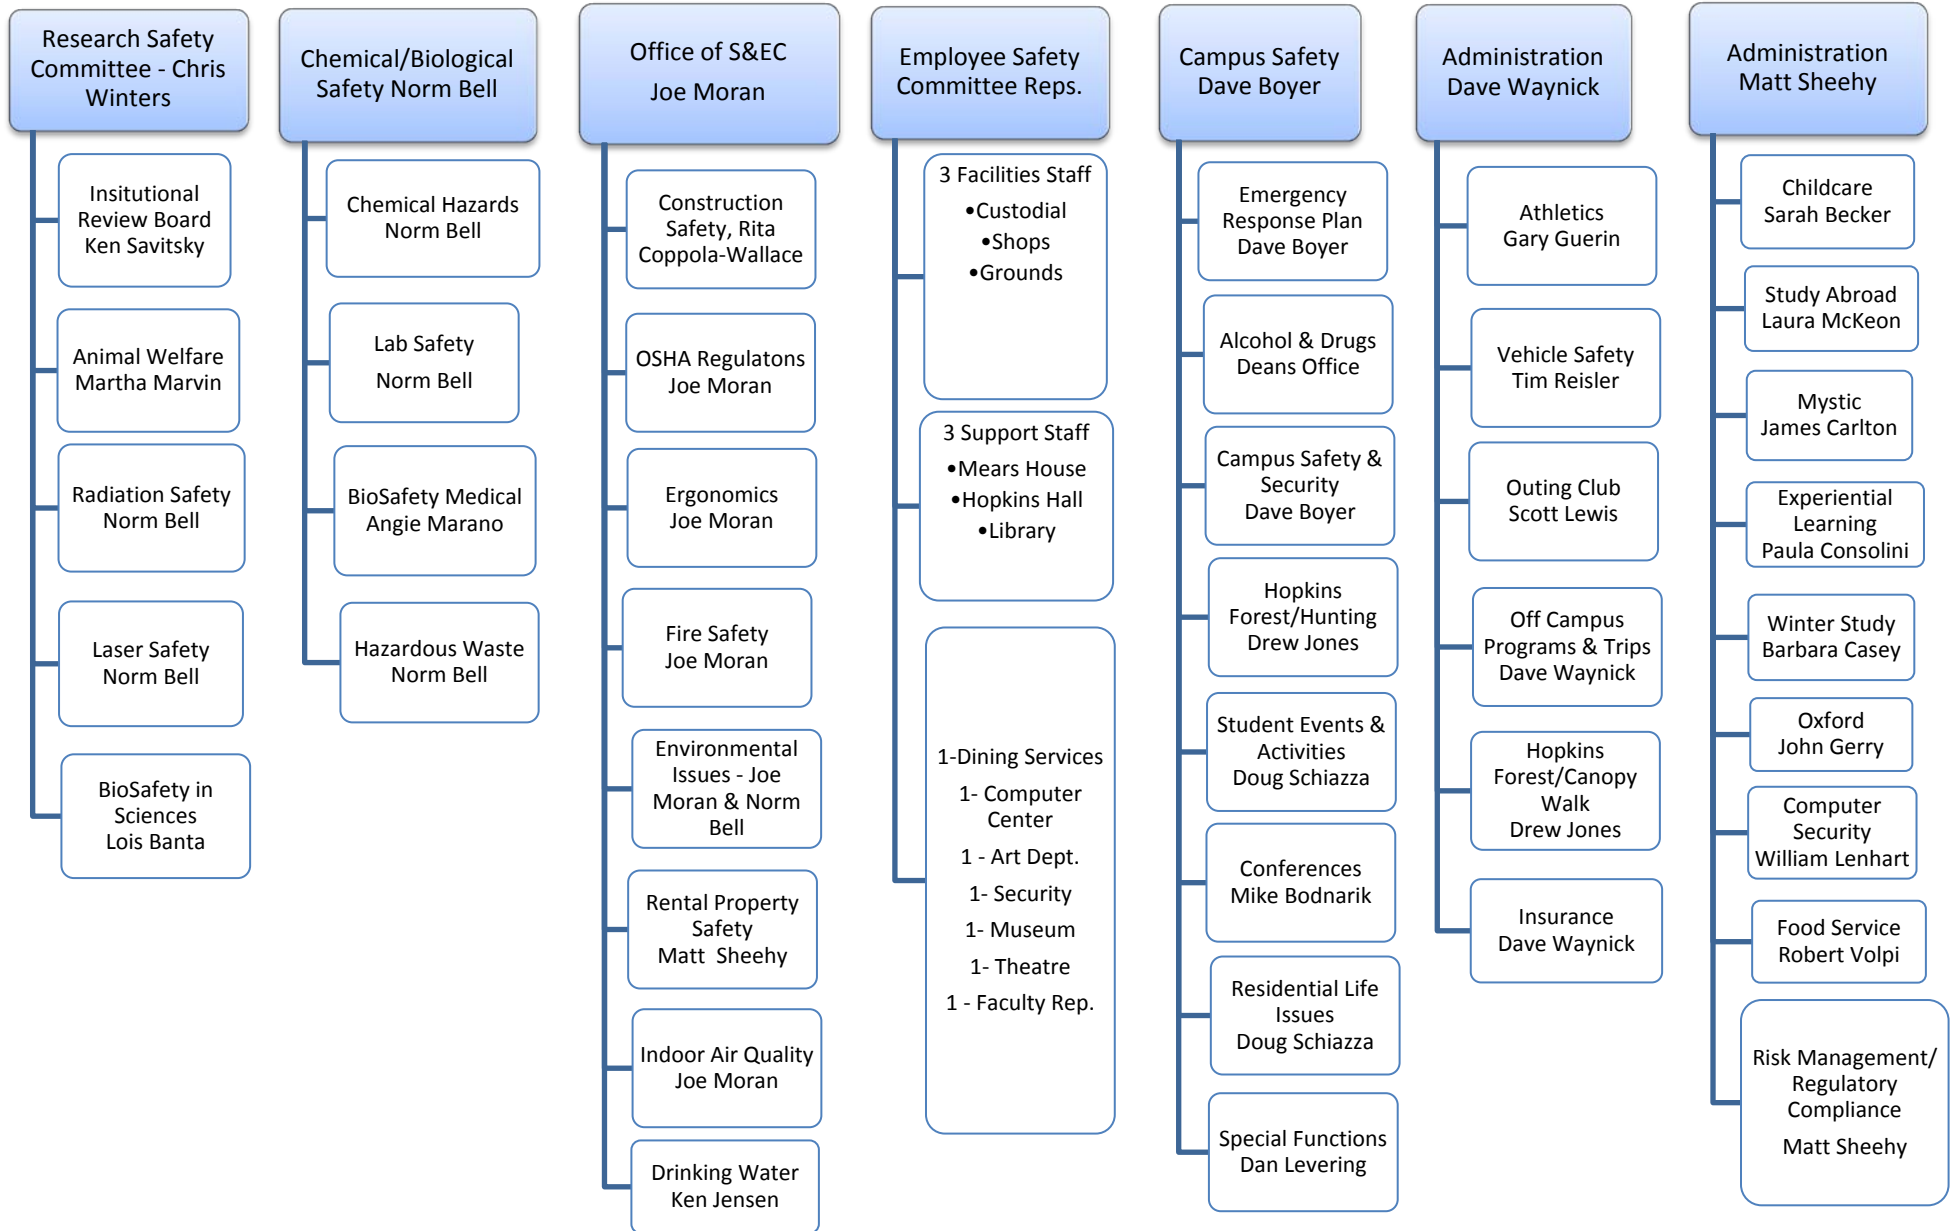 Research Safety
Committee - Chris
Winters
Insitutional
Review Board
Ken Savitsky
Animal Welfare
Martha Marvin
Radiation Safety
Norm Bell
Laser Safety
Norm Bell
BioSafety in
Sciences
Lois Banta
Chemical/Biological
Safety Norm Bell
Chemical Hazards
Norm Bell
Lab Safety
Norm Bell
BioSafety Medical
Angie Marano
Hazardous Waste
Norm Bell
Office of S&EC
Joe Moran
Construction
Safety, Rita
Coppola-Wallace
OSHA Regulatons
Joe Moran
Ergonomics
Joe Moran
Fire Safety
Joe Moran
Environmental
Issues - Joe
Moran & Norm
Bell
Rental Property
Safety
Matt  Sheehy
Indoor Air Quality
Joe Moran
Drinking Water
Ken Jensen
Employee Safety
Committee Reps.
3 Facilities Staff
•Custodial
•Shops
•Grounds
3 Support Staff
•Mears House
•Hopkins Hall
•Library
1-Dining Services
1- Computer
Center
1 - Art Dept.
1- Security
1- Museum
1- Theatre
1 - Faculty Rep.
Campus Safety
Dave Boyer
Emergency
Response Plan
Dave Boyer
Alcohol & Drugs
Deans Office
Campus Safety &
Security
Dave Boyer
Hopkins
Forest/Hunting
Drew Jones
Student Events &
Activities
Doug Schiazza
Conferences
Mike Bodnarik
Residential Life
Issues
Doug Schiazza
Special Functions
Dan Levering
Administration
Dave Waynick
Athletics
Gary Guerin
Vehicle Safety
Tim Reisler
Outing Club
Scott Lewis
Off Campus
Programs & Trips
Dave Waynick
Hopkins
Forest/Canopy
Walk
Drew Jones
Insurance
Dave Waynick
Administration
Matt Sheehy
Childcare
Sarah Becker
Study Abroad
Laura McKeon
Mystic
James Carlton
Experiential
Learning
Paula Consolini
Winter Study
Barbara Casey
Oxford
John Gerry
Computer
Security
William Lenhart
Food Service
Robert Volpi
Risk Management/
Regulatory
Compliance
Matt Sheehy